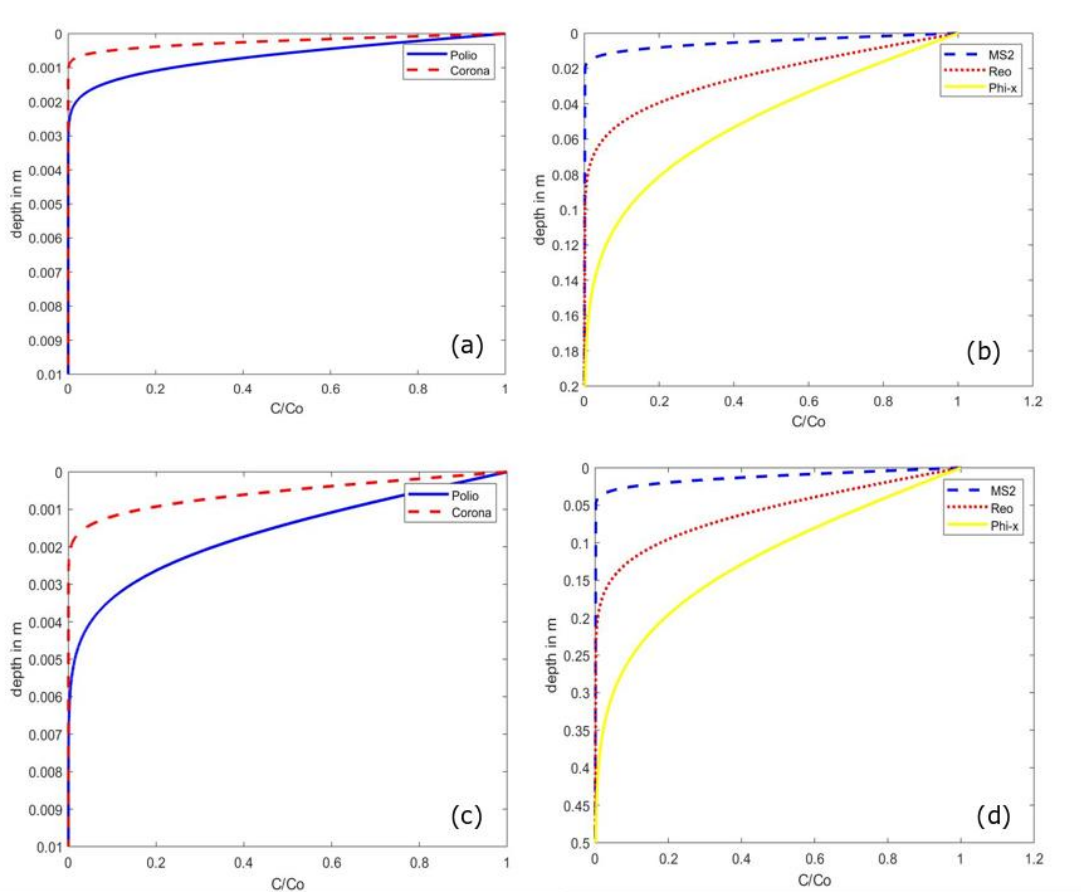 0
0.001
0.002
0.003
0.004
0.005
0.006
0.007
0.008
0.009
0.01
depth in m
0 0.2 0.4 0.6 0.8 1
C/Co
Polio
Corona
(a)
0
0.02
0.04
0.06
0.08
0.1
0.12
0.14
0.16
0.18
0.2
depth in m
0 0.2 0.4 0.6 0.8 1 1.2
C/Co
MS2
Reo
Phi-x
(b)
0
0.001
0.002
0.003
0.004
0.005
0.006
0.007
0.008
0.009
0.01
depth in m
0 0.2 0.4 0.6 0.8 1
C/Co
Polio
Corona
(c)
0
0.05
0.1
0.15
0.2
0.25
0.3
0.35
0.4
0.45
0.5
depth in m
0 0.2 0.4 0.6 0.8 1 1.2
C/Co
MS2
Reo
Phi-x
(d)